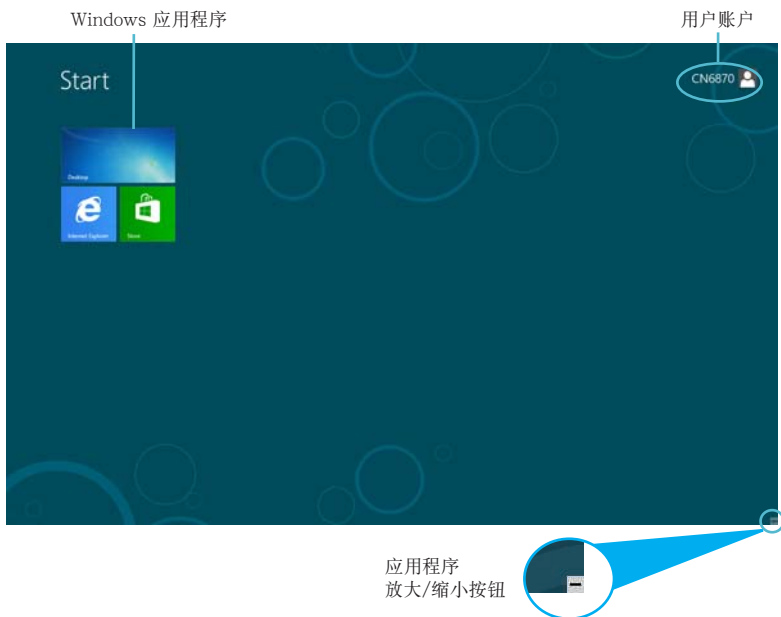 Windows 应用程序
用户账户
Start
CN6870
Desktop
Internet Explorer
Store
应用程序
放大/缩小按钮